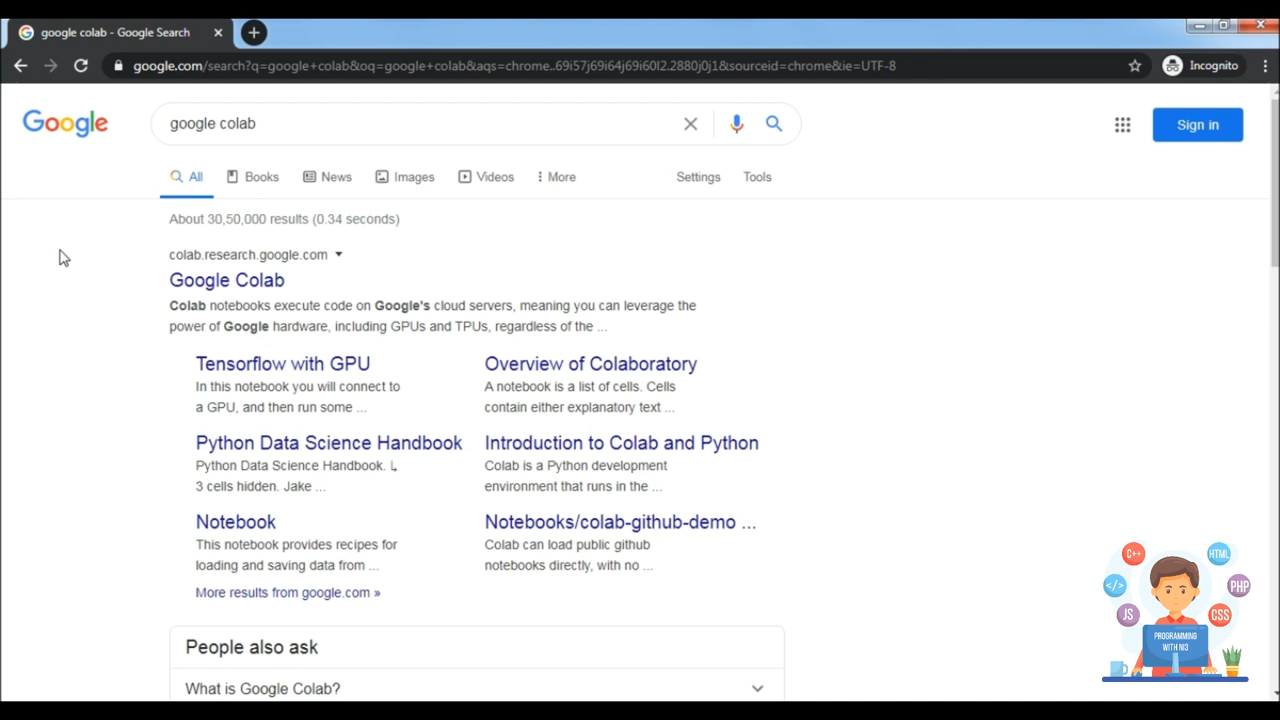 google colab - Google Search
google.com/search?q=google+colab&oq=google+colab&aqs=chrome..69i57j69i64j69i60l2.2880j0j1&sourceid=chrome&ie=UTF-8
Incognito
Google
google colab
Sign in
All
Books
News
Images
Videos
More
Settings
Tools
About 30,50,000 results (0.34 seconds)
colab.research.google.com
Google Colab
Colab notebooks execute code on Google's cloud servers, meaning you can leverage the
power of Google hardware, including GPUs and TPUs, regardless of the ...
Tensorflow with GPU
In this notebook you will connect to
a GPU, and then run some ...
Overview of Colaboratory
A notebook is a list of cells. Cells
contain either explanatory text ...
Python Data Science Handbook
Python Data Science Handbook. ↳
3 cells hidden. Jake ...
Introduction to Colab and Python
Colab is a Python development
environment that runs in the ...
Notebook
This notebook provides recipes for
loading and saving data from ...
Notebooks/colab-github-demo ...
Colab can load public github
notebooks directly, with no ...
More results from google.com »
People also ask
What is Google Colab?
C++
HTML
</>
PHP
JS
CSS
PROGRAMMING
WITH NI3